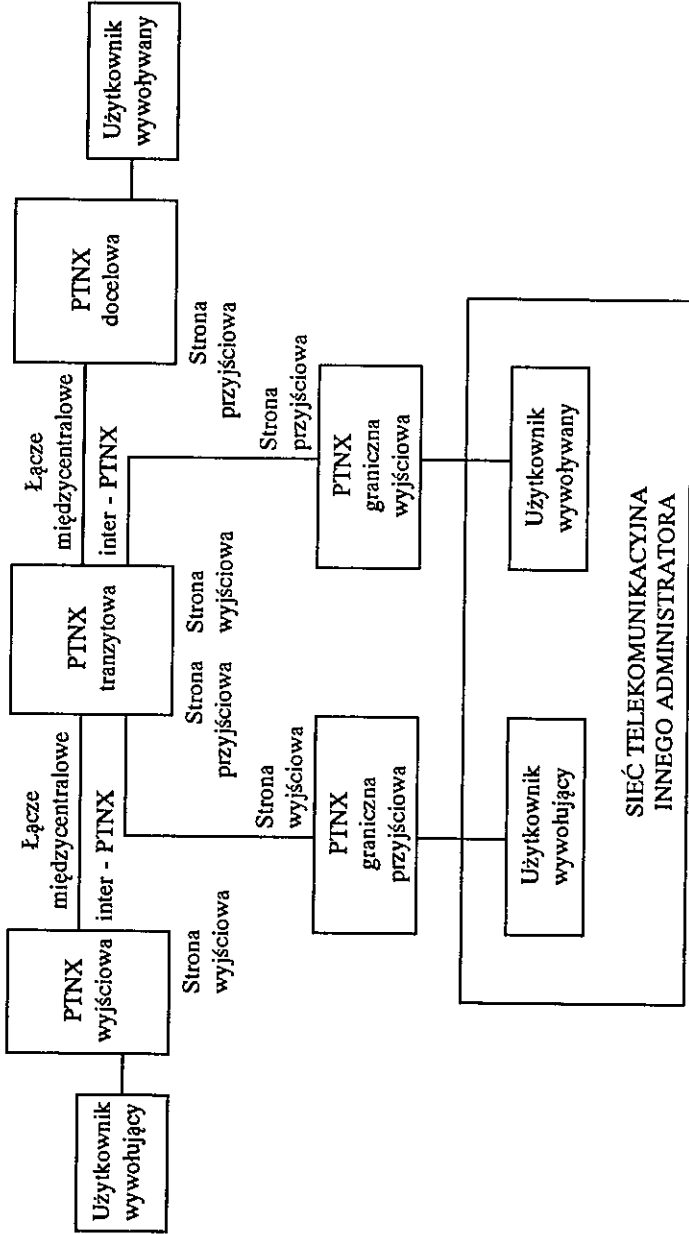 Użytkownik
wywołujący
PTNX
wyjściowa
Strona
wyjściowa
Łącze
międzycentralowe
inter - PTNX
PTNX
tranzytowa
Strona
przyjściowa
Strona
wyjściowa
Łącze
międzycentralowe
inter - PTNX
PTNX
docelowa
Strona
przyjściowa
Użytkownik
wywoływany
Strona
wyjściowa
PTNX
graniczna
przyjściowa
Strona
przyjściowa
PTNX
graniczna
wyjściowa
Użytkownik
wywołujący
Użytkownik
wywoływany
SIEĆ TELEKOMUNIKACYJNA
INNEGO ADMINISTRATORA